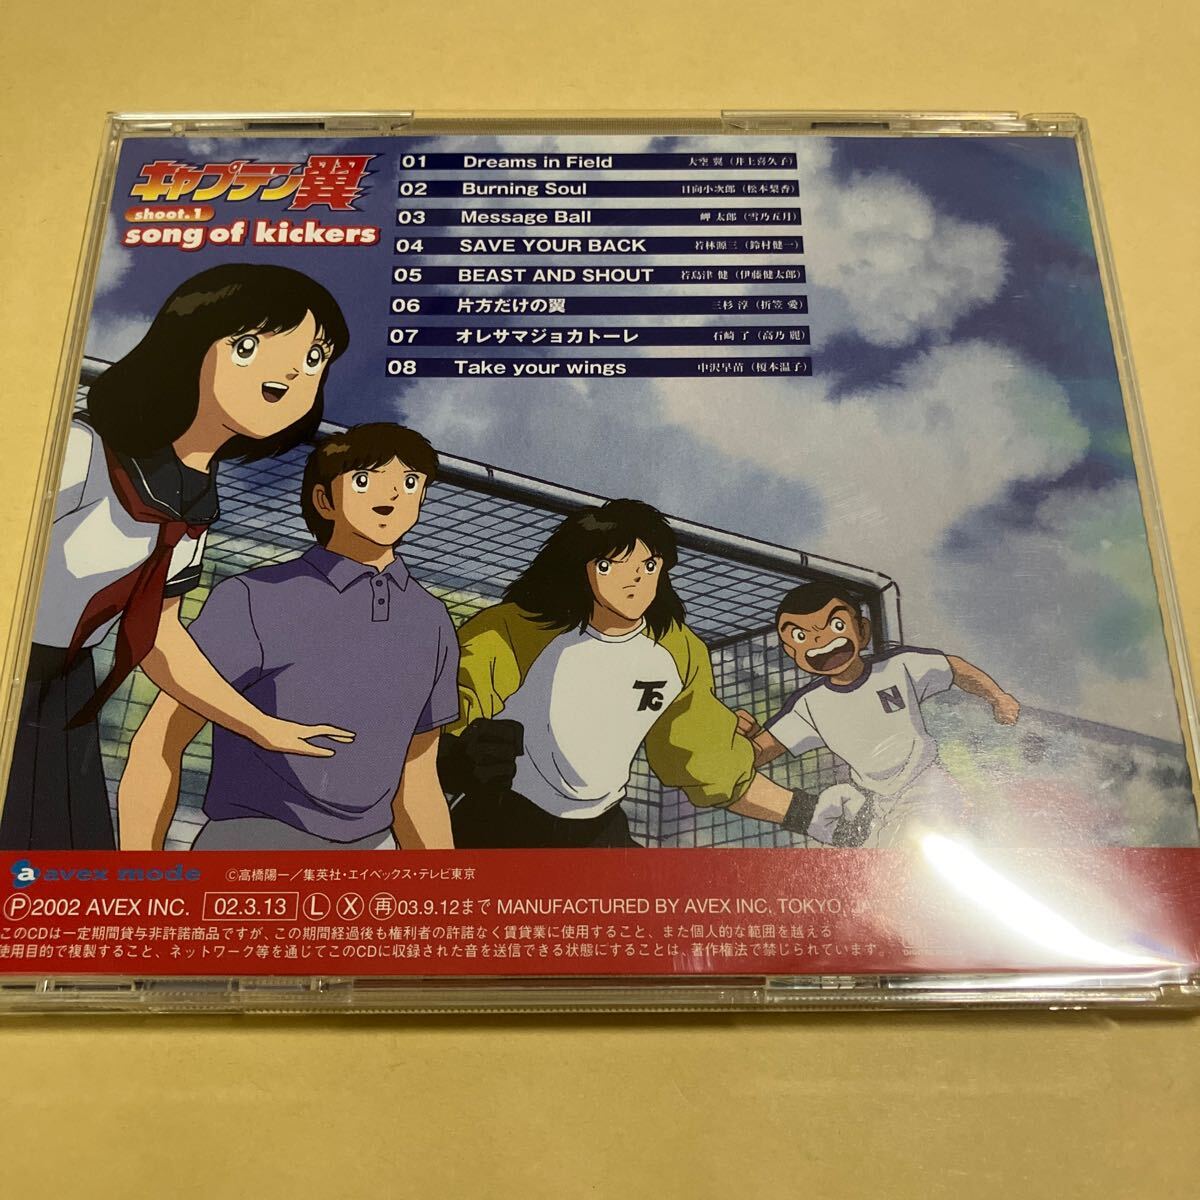 キャプテン翼
shoot.1
song of kickers
01 Dreams in Field 大空 翼（井上喜久子）
02 Burning Soul 日向小次郎（松本梨香）
03 Message Ball 岬 太郎（雪乃五月）
04 SAVE YOUR BACK 若林源三（鈴村健一）
05 BEAST AND SHOUT 若島津 健（伊藤健太郎）
06 片方だけの翼 三杉 淳（折笠 愛）
07 オレサマジョカトーレ 石崎 了（高乃 麗）
08 Take your wings 中沢早苗（榎本温子）
TG
N
a avex mode ©高橋陽一／集英社・エイベックス・テレビ東京
Ⓟ2002 AVEX INC. 02.3.13 Ⓛ Ⓧ ㊢03.9.12まで MANUFACTURED BY AVEX INC, TOKYO, JA
このCDは一定期間貸与非許諾商品ですが、この期間経過後も権利者の許諾なく賃貸業に使用すること、また個人的な範囲を越える
使用目的で複製すること、ネットワーク等を通じてこのCDに収録された音を送信できる状態にすることは、著作権法で禁じられています。